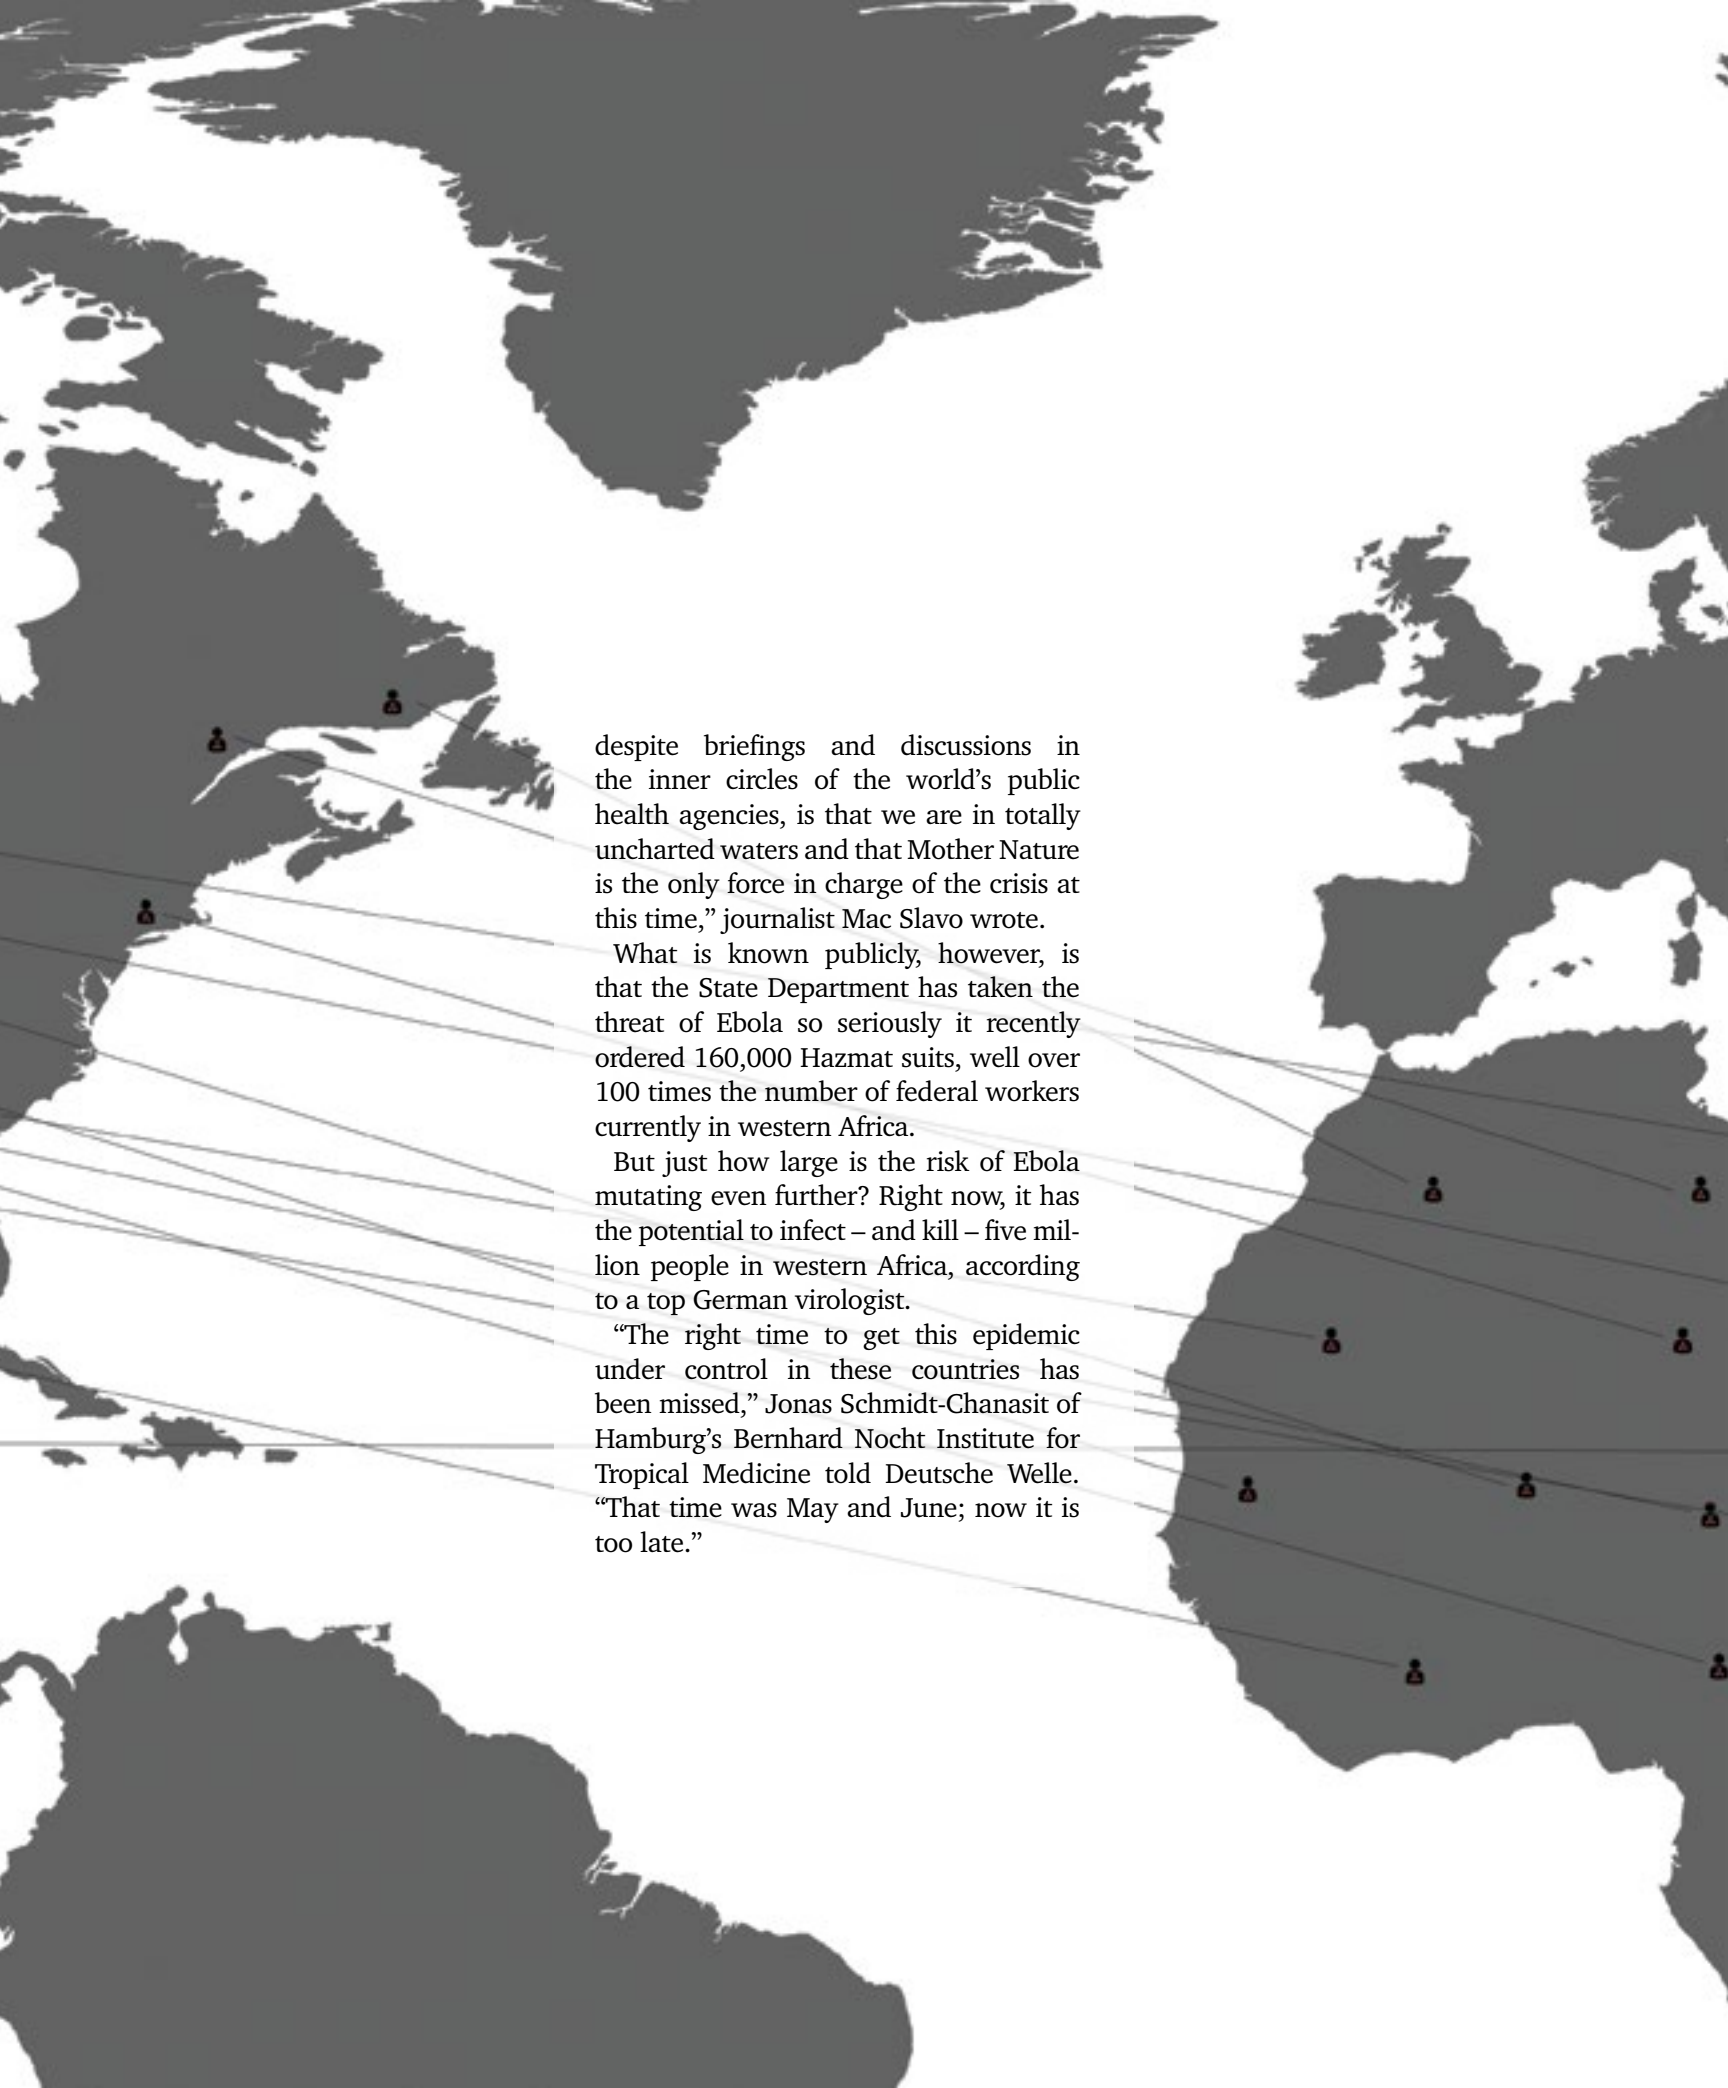 despite briefings and discussions in
the inner circles of the world’s public
health agencies, is that we are in totally
uncharted waters and that Mother Nature
is the only force in charge of the crisis at
this time,” journalist Mac Slavo wrote.
What is known publicly, however, is
that the State Department has taken the
threat of Ebola so seriously it recently
ordered 160,000 Hazmat suits, well over
100 times the number of federal workers
currently in western Africa.
But just how large is the risk of Ebola
mutating even further? Right now, it has
the potential to infect – and kill – five mil-
lion people in western Africa, according
to a top German virologist.
“The right time to get this epidemic
under control in these countries has
been missed,” Jonas Schmidt-Chanasit of
Hamburg’s Bernhard Nocht Institute for
Tropical Medicine told Deutsche Welle.
“That time was May and June; now it is
too late.”